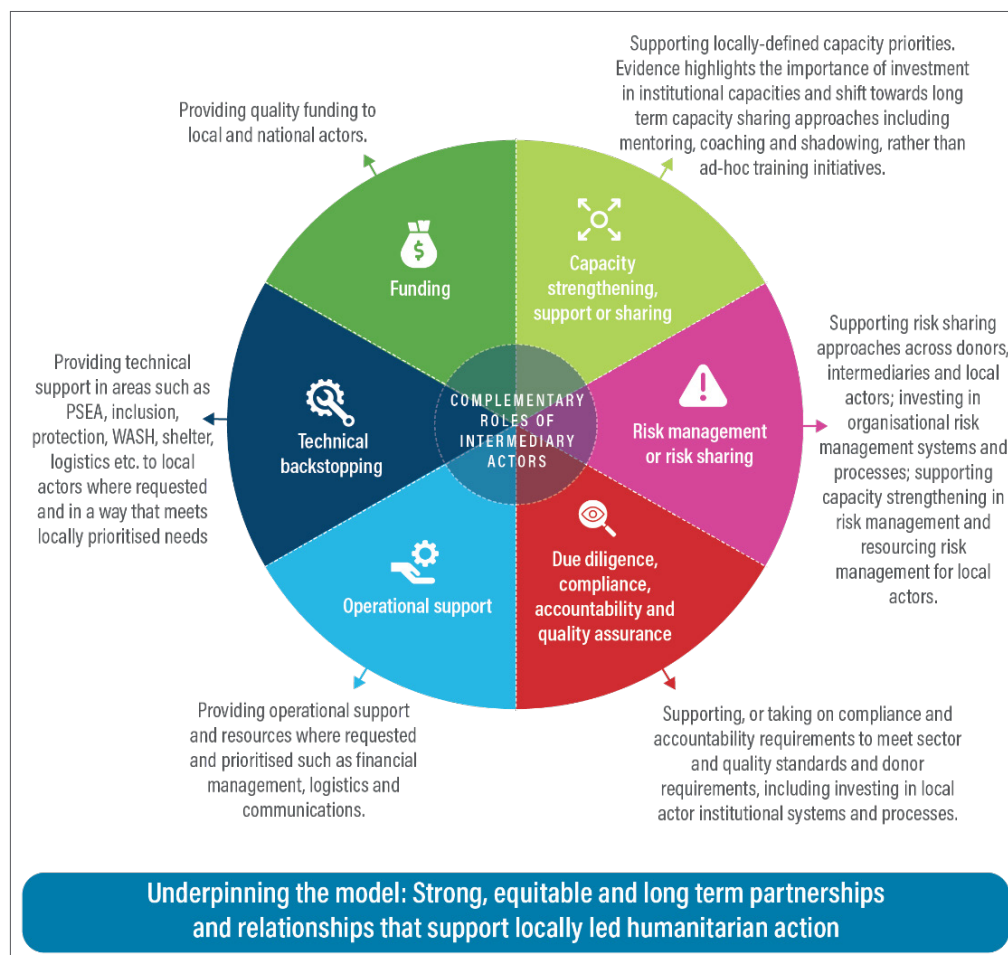 Providing quality funding to
local and national actors.
Supporting locally-defined capacity priorities.
Evidence highlights the importance of investment
in institutional capacities and shift towards long
term capacity sharing approaches including
mentoring, coaching and shadowing, rather than
ad-hoc training initiatives.
Funding
Capacity
strengthening,
support or sharing
Providing technical
support in areas such as
PSEA, inclusion,
protection, WASH, shelter,
logistics etc. to local
actors where requested
and in a way that meets
locally prioritised needs
Technical
backstopping
COMPLEMENTARY
ROLES OF
INTERMEDIARY
ACTORS
Risk management
or risk sharing
Supporting risk sharing
approaches across donors,
intermediaries and local
actors; investing in
organisational risk
management systems and
processes; supporting
capacity strengthening in
risk management and
resourcing risk
management for local
actors.
Operational support
Due diligence,
compliance,
accountability and
quality assurance
Providing operational support
and resources where requested
and prioritised such as financial
management, logistics and
communications.
Supporting, or taking on compliance and
accountability requirements to meet sector
and quality standards and donor
requirements, including investing in local
actor institutional systems and processes.
Underpinning the model: Strong, equitable and long term partnerships
and relationships that support locally led humanitarian action